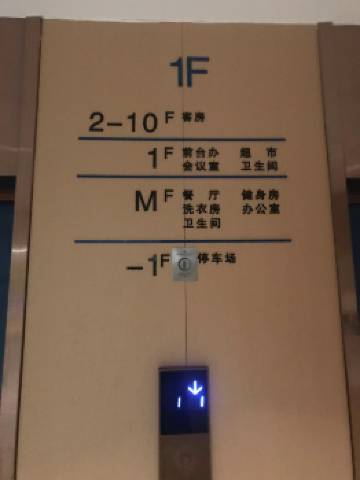 1F
2-10F 客房
1F 前台办 超市
会议室 卫生间
MF 餐厅 健身房
洗衣房 办公室
卫生间
-1F 停车场